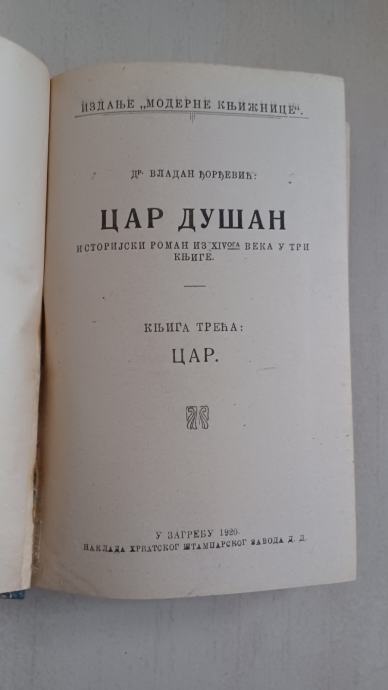 ИЗДАЊЕ „МОДЕРНЕ КЊИЖНИЦЕ“.
ДР. ВЛАДАН ЂОРЂЕВИЋ:
ЦАР ДУШАН
ИСТОРИЈСКИ РОМАН ИЗ XIVОГА ВЕКА У ТРИ
КЊИГЕ.
КЊИГА ТРЕЋА:
ЦАР.
У ЗАГРЕБУ 1920.
НАКЛАДА ХРВАТСКОГ ШТАМПАРСКОГ ЗАВОДА Д. Д.